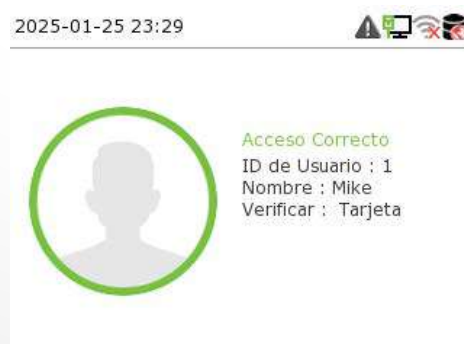 2025-01-25 23:29
Acceso Correcto
ID de Usuario : 1
Nombre : Mike
Verificar : Tarjeta